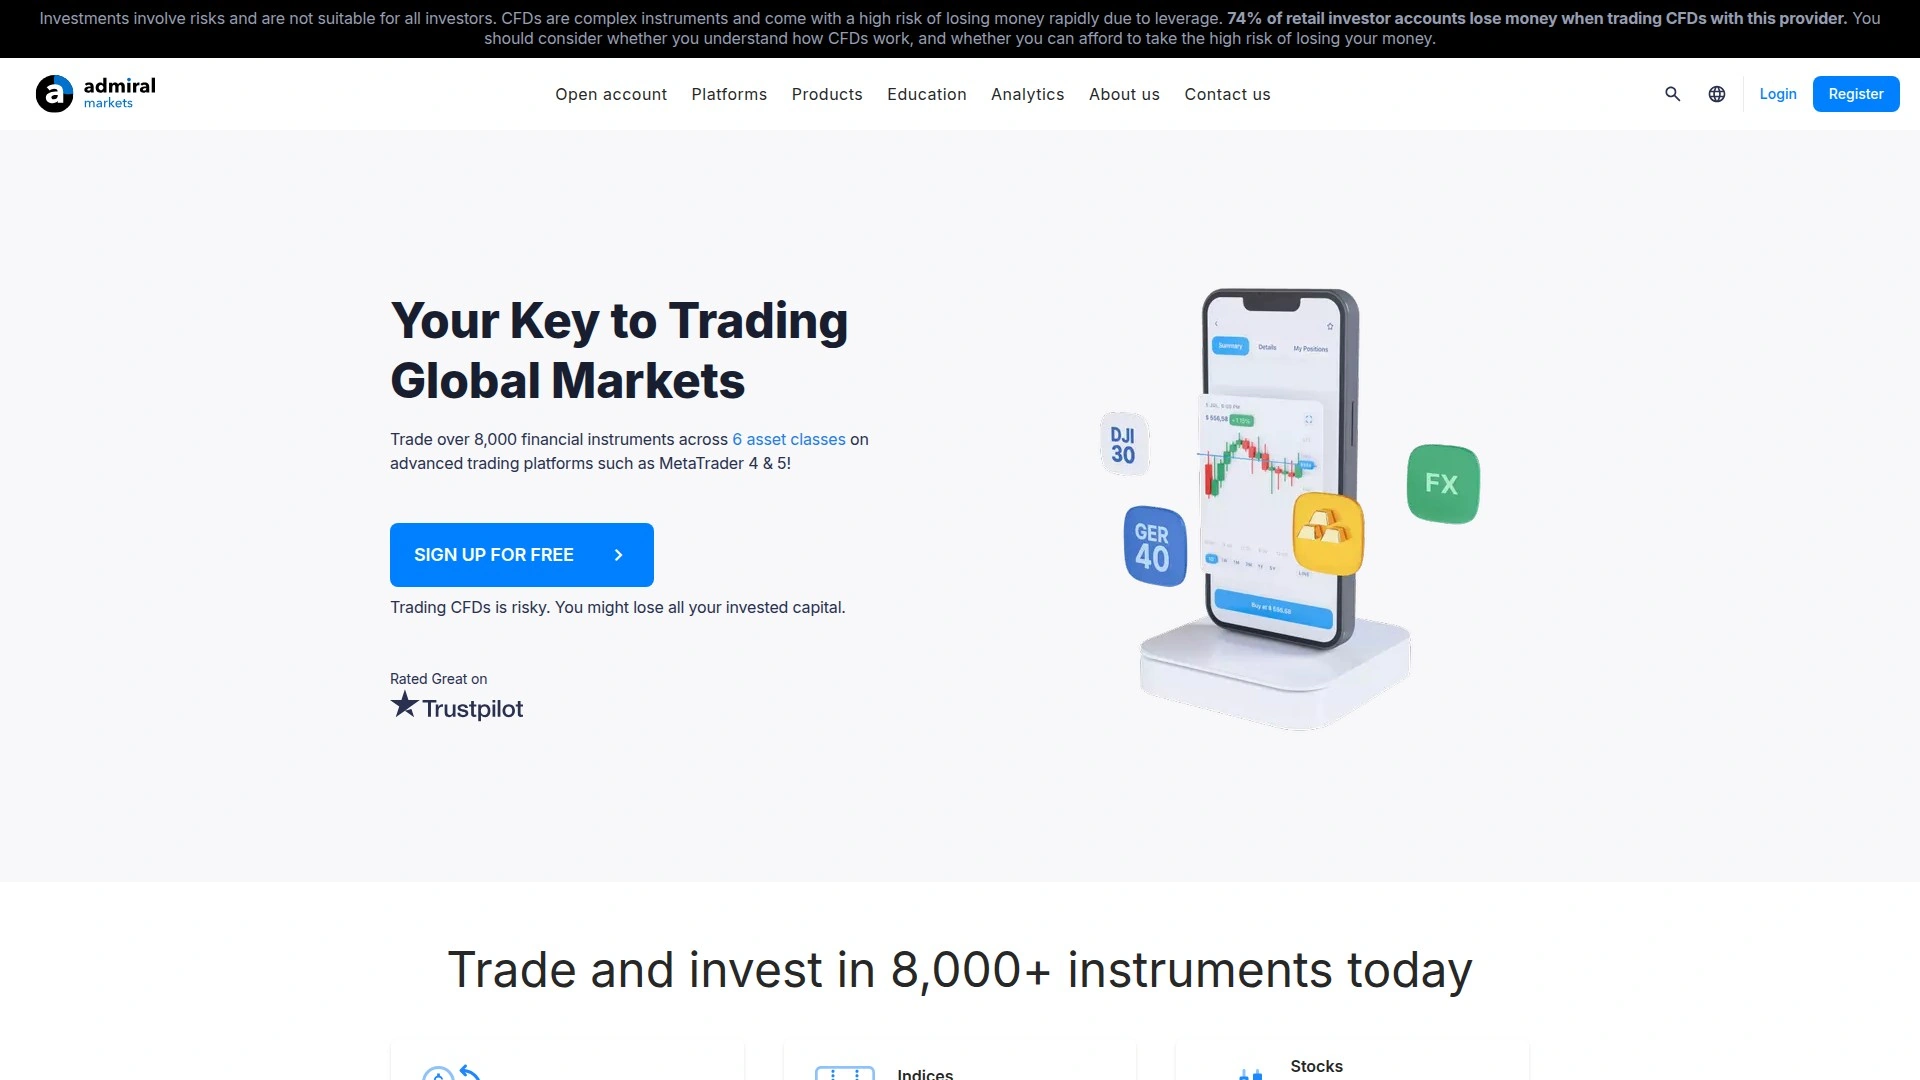 Investments involve risks and are not suitable for all investors. CFDs are complex instruments and come with a high risk of losing money rapidly due to leverage. 74% of retail investor accounts lose money when trading CFDs with this provider. You
should consider whether you understand how CFDs work, and whether you can afford to take the high risk of losing your money.
admiral
markets
Open account
Platforms
Products
Education
Analytics
About us
Contact us
Login
Register
Your Key to Trading
Global Markets
Trade over 8,000 financial instruments across 6 asset classes on
advanced trading platforms such as MetaTrader 4 & 5!
SIGN UP FOR FREE
Trading CFDs is risky. You might lose all your invested capital.
Rated Great on
Trustpilot
Summary
Details
My Positions
DJI
30
GER
40
FX
Trade and invest in 8,000+ instruments today
Indices
Stocks